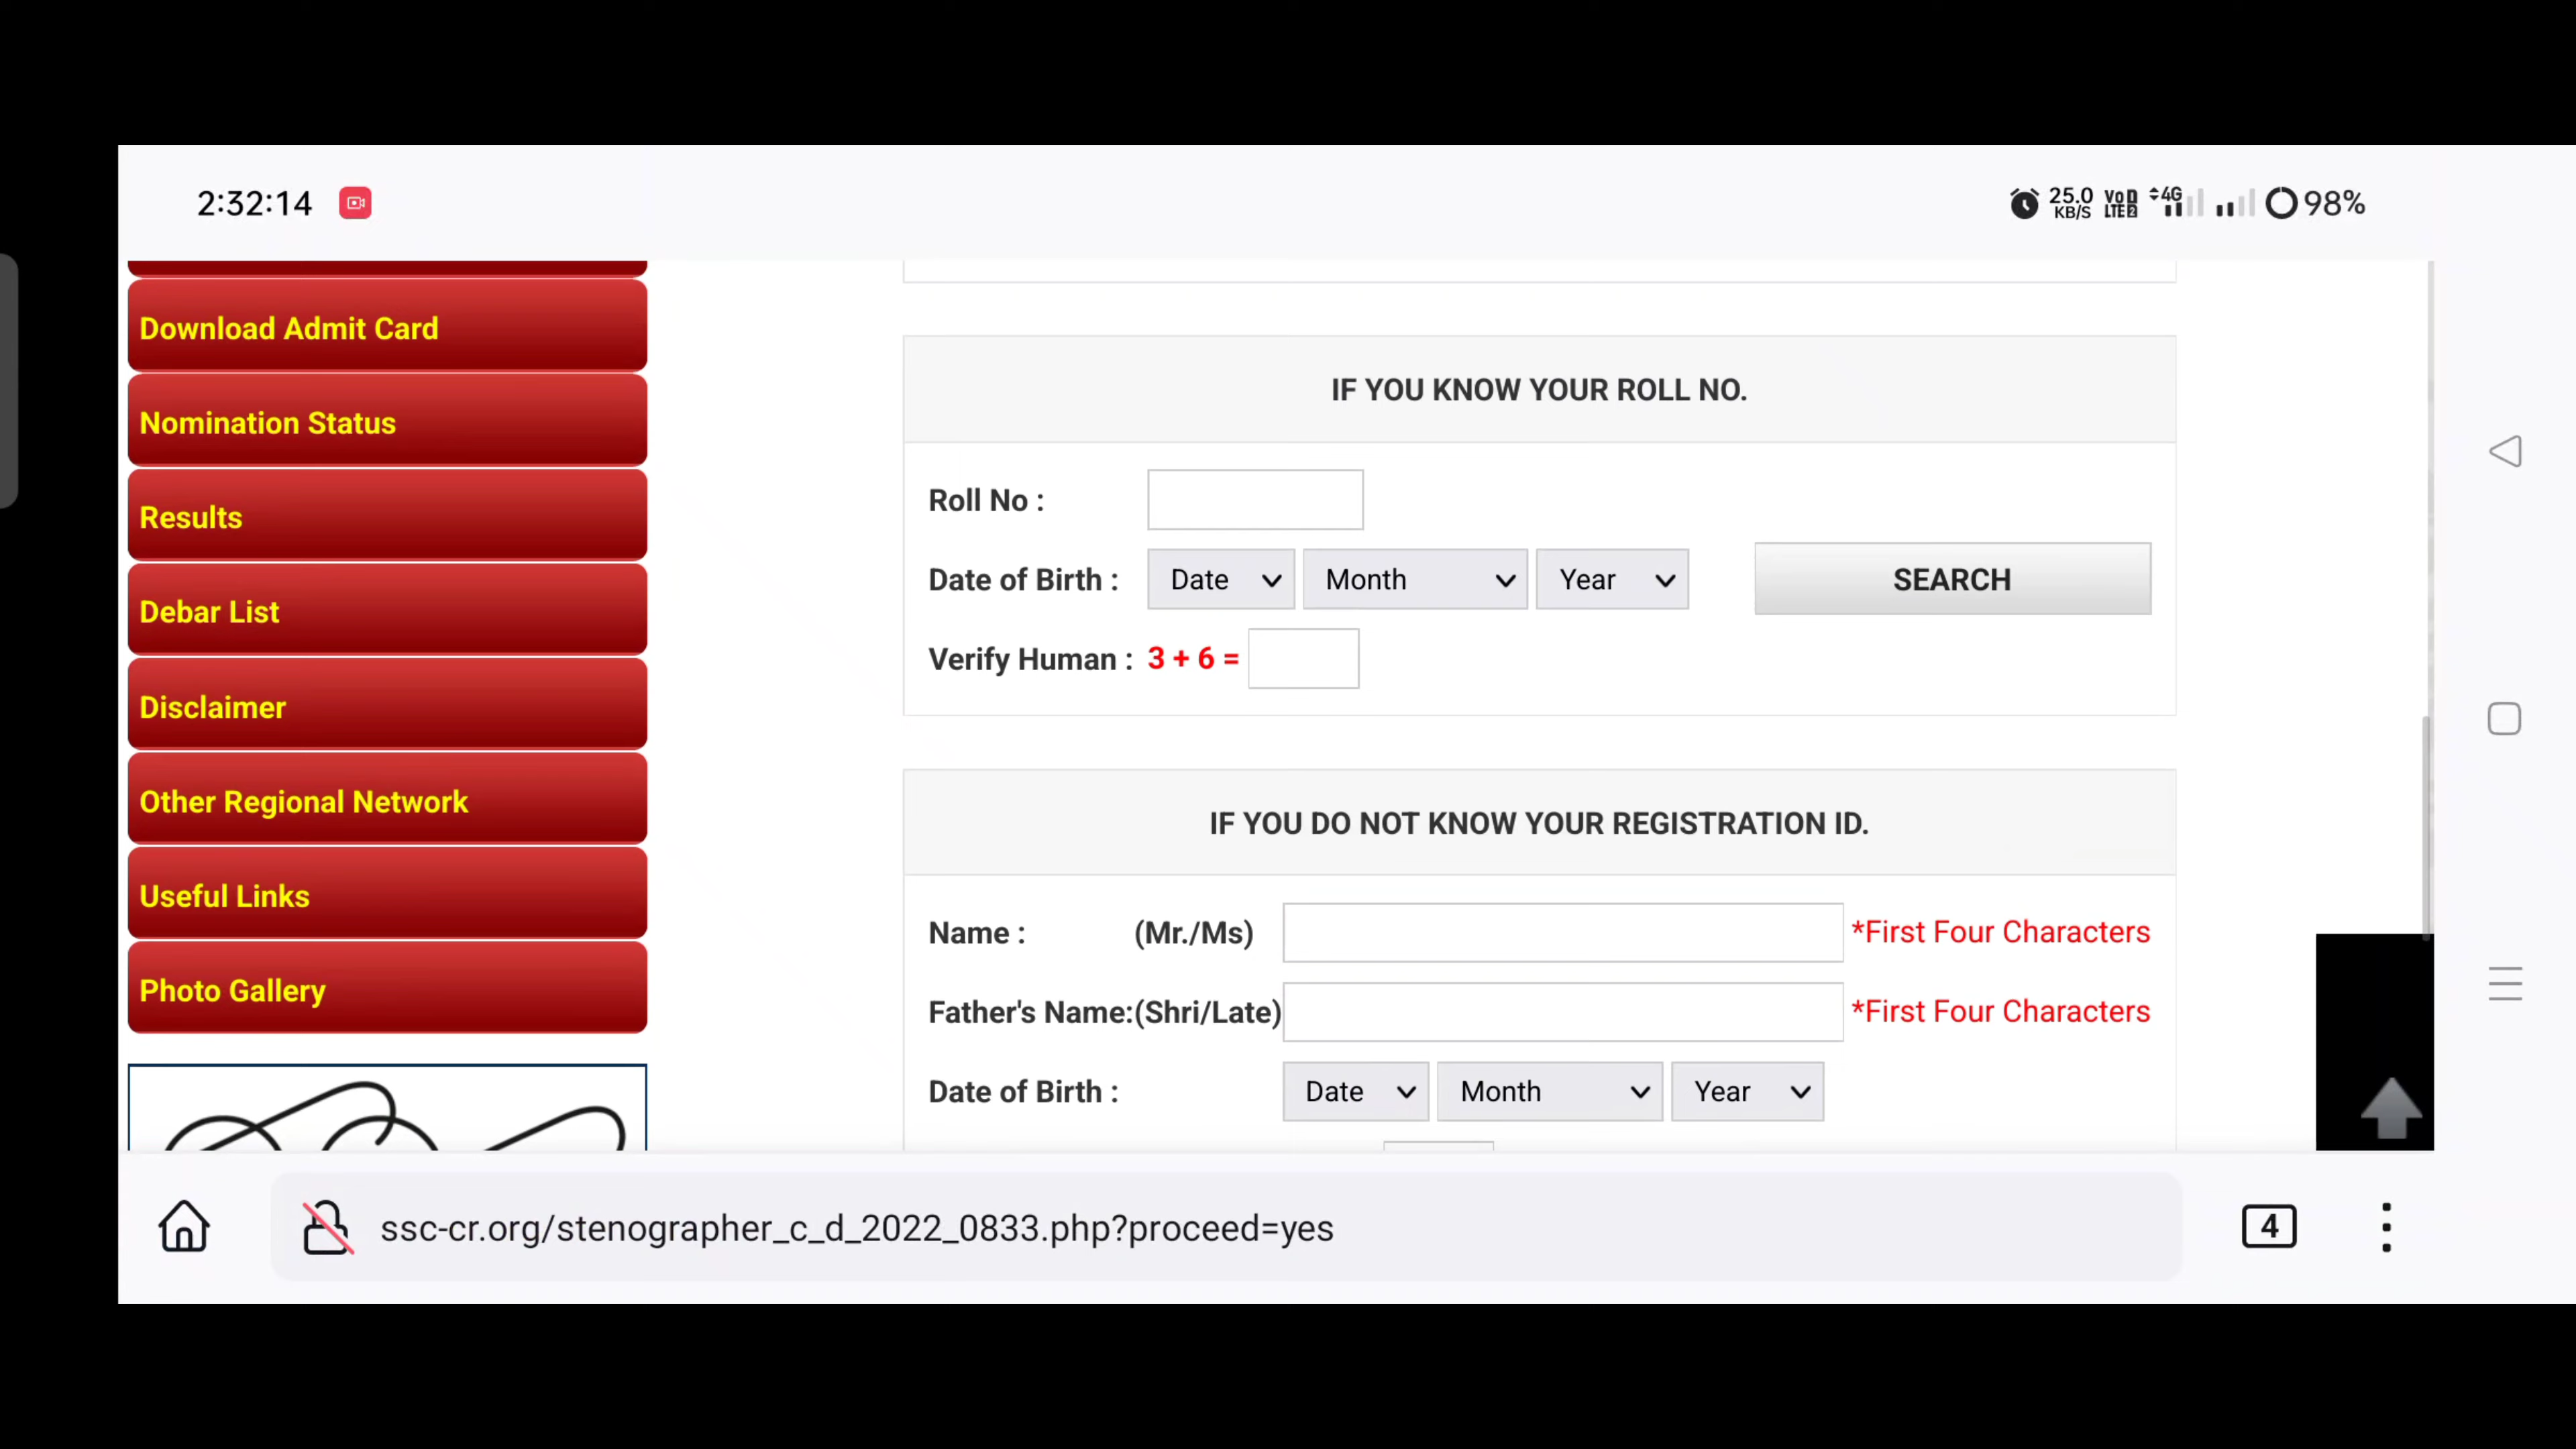 2:32:14
25.0 KB/S VoD LTE 2 4G 98%
Download Admit Card
Nomination Status
Results
Debar List
Disclaimer
Other Regional Network
Useful Links
Photo Gallery
IF YOU KNOW YOUR ROLL NO.
Roll No :
Date of Birth : Date Month Year SEARCH
Verify Human : 3 + 6 =
IF YOU DO NOT KNOW YOUR REGISTRATION ID.
Name : (Mr./Ms) *First Four Characters
Father's Name:(Shri/Late) *First Four Characters
Date of Birth : Date Month Year
ssc-cr.org/stenographer_c_d_2022_0833.php?proceed=yes
4